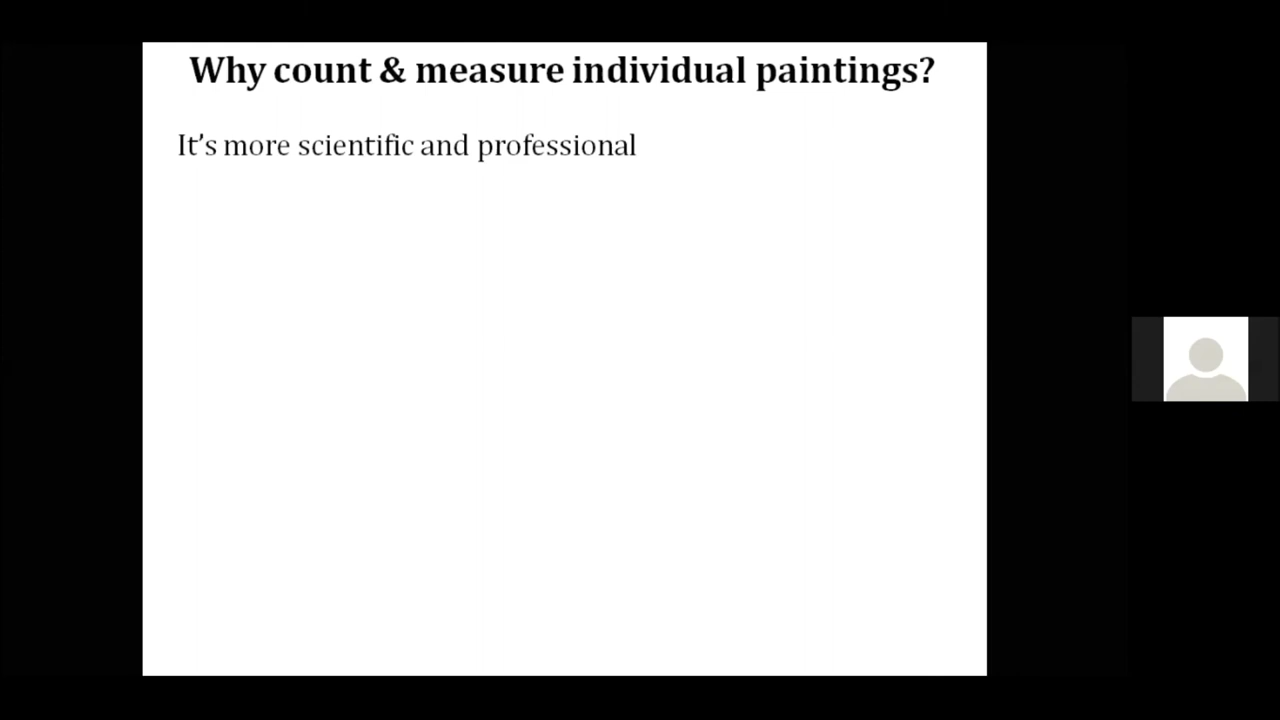 Why count & measure individual paintings?
It’s more scientific and professional